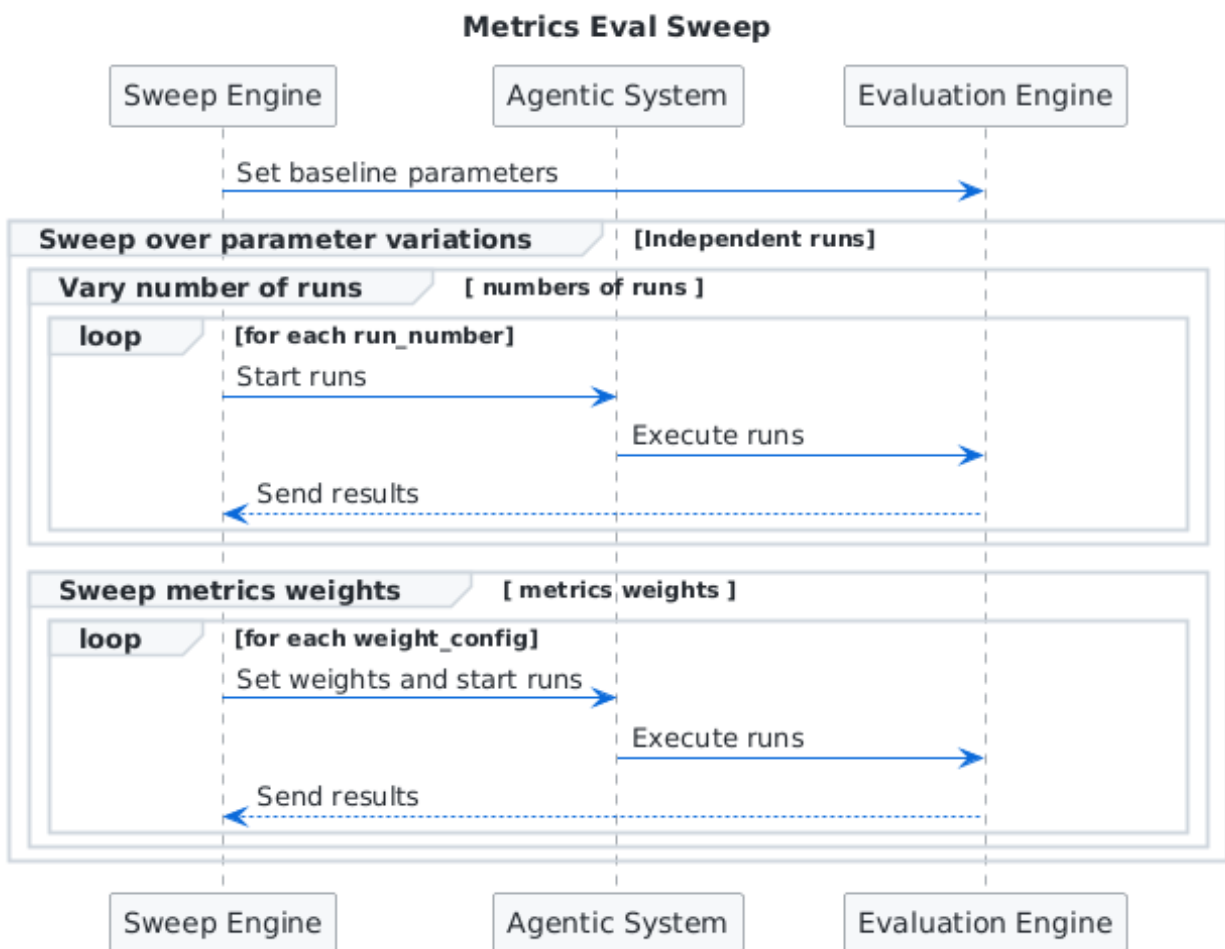 Metrics Eval Sweep
Sweep Engine Agentic System Evaluation Engine
Set baseline parameters
Sweep over parameter variations [Independent runs]
Vary number of runs [ numbers of runs ]
loop [for each run_number]
Start runs
Execute runs
Send results
Sweep metrics weights [ metrics weights ]
loop [for each weight_config]
Set weights and start runs
Execute runs
Send results
Sweep Engine Agentic System Evaluation Engine